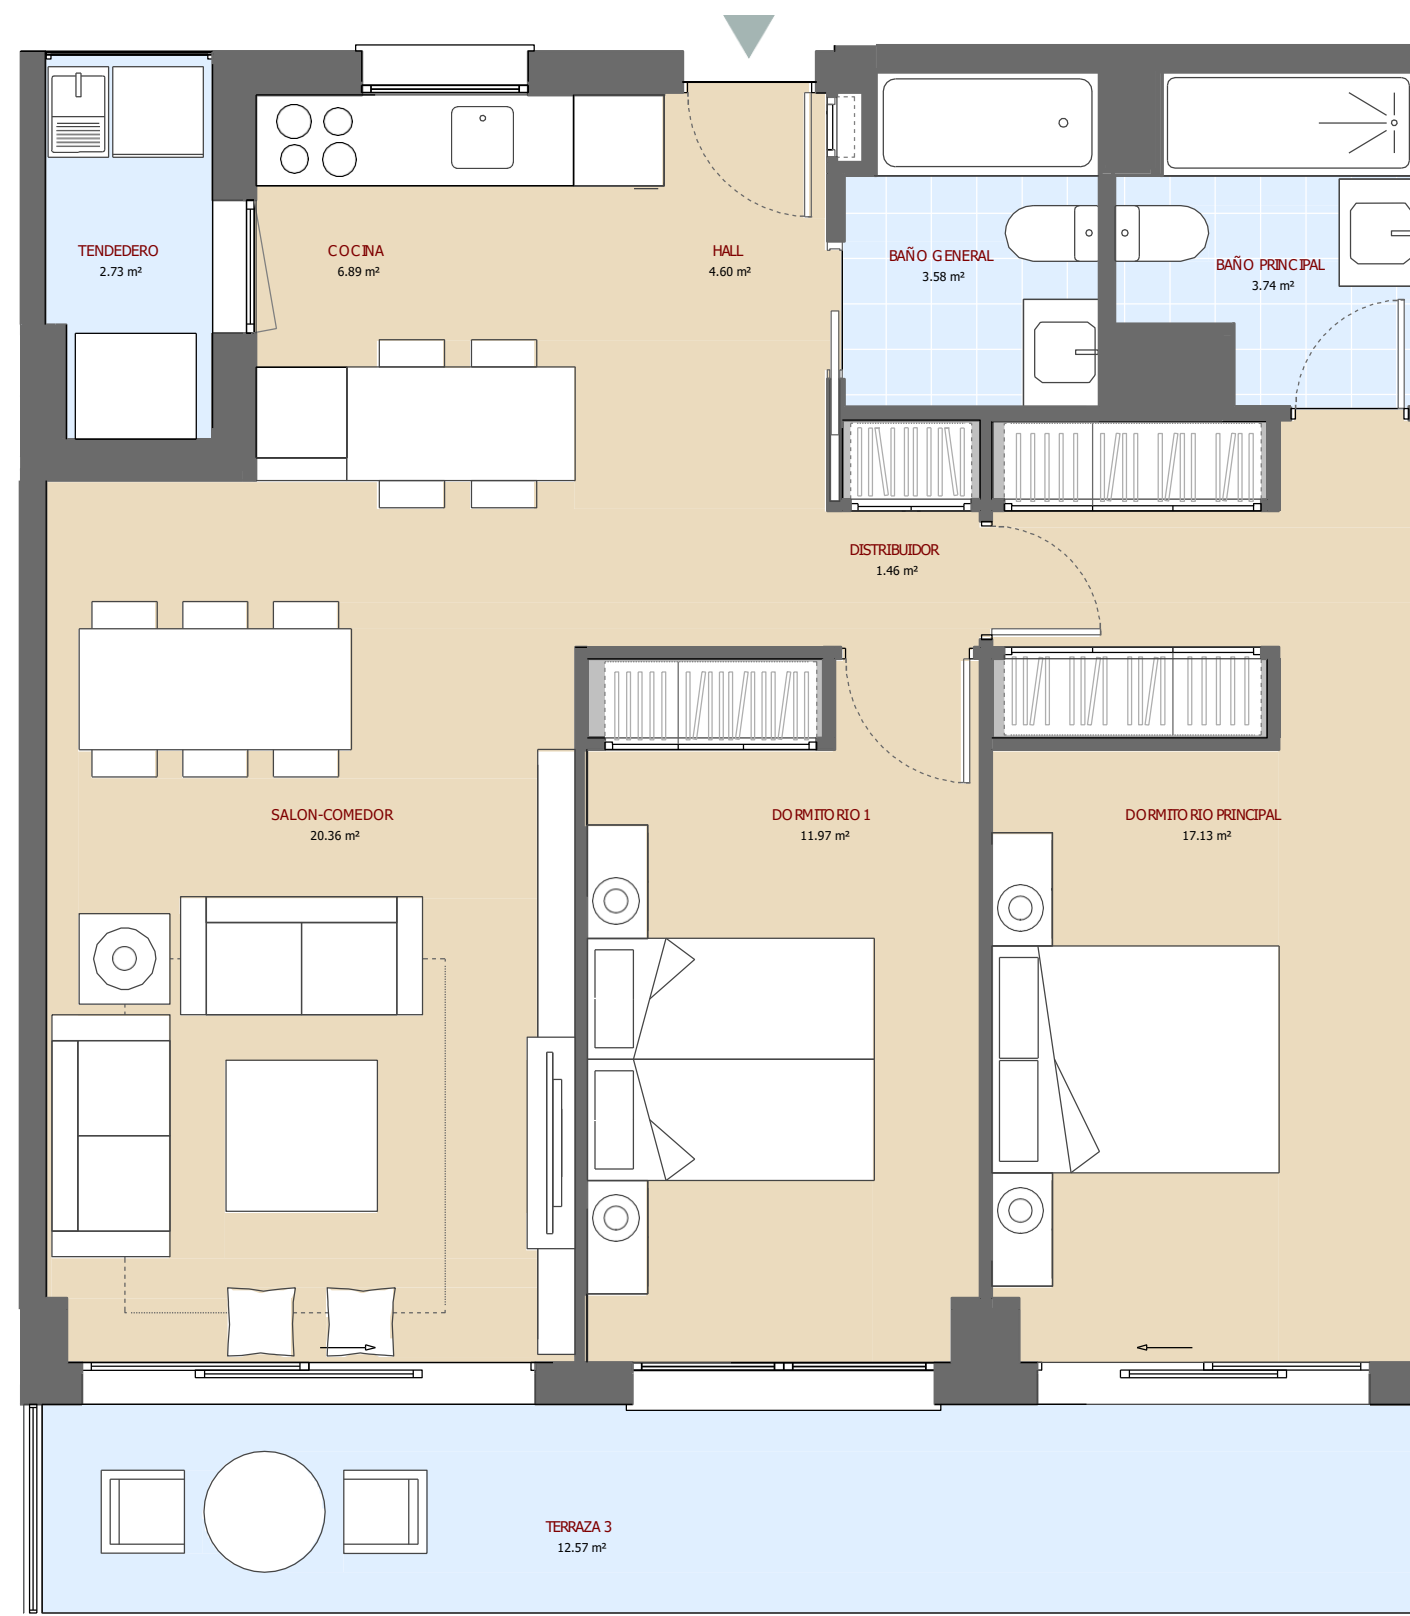 TENDEDERO
2.73 m²
COCINA
6.89 m²
HALL
4.60 m²
BAÑO GENERAL
3.58 m²
BAÑO PRINCIPAL
3.74 m²
DISTRIBUIDOR
1.46 m²
SALON-COMEDOR
20.36 m²
DORMITORIO 1
11.97 m²
DORMITORIO PRINCIPAL
17.13 m²
TERRAZA 3
12.57 m²